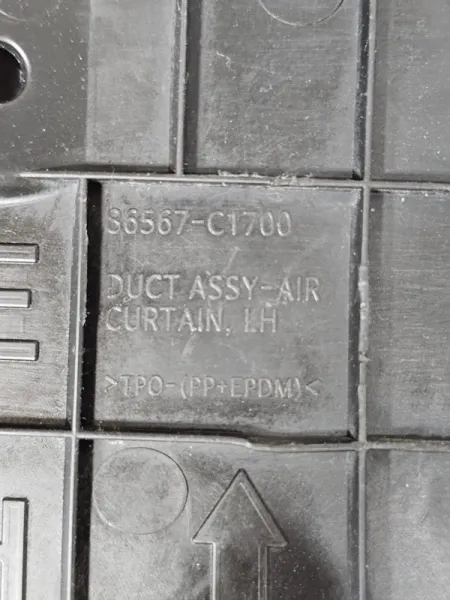 86567-C1700
DUCT ASSY-AIR
CURTAIN, LH
>TPO-(PP+EPDM)<